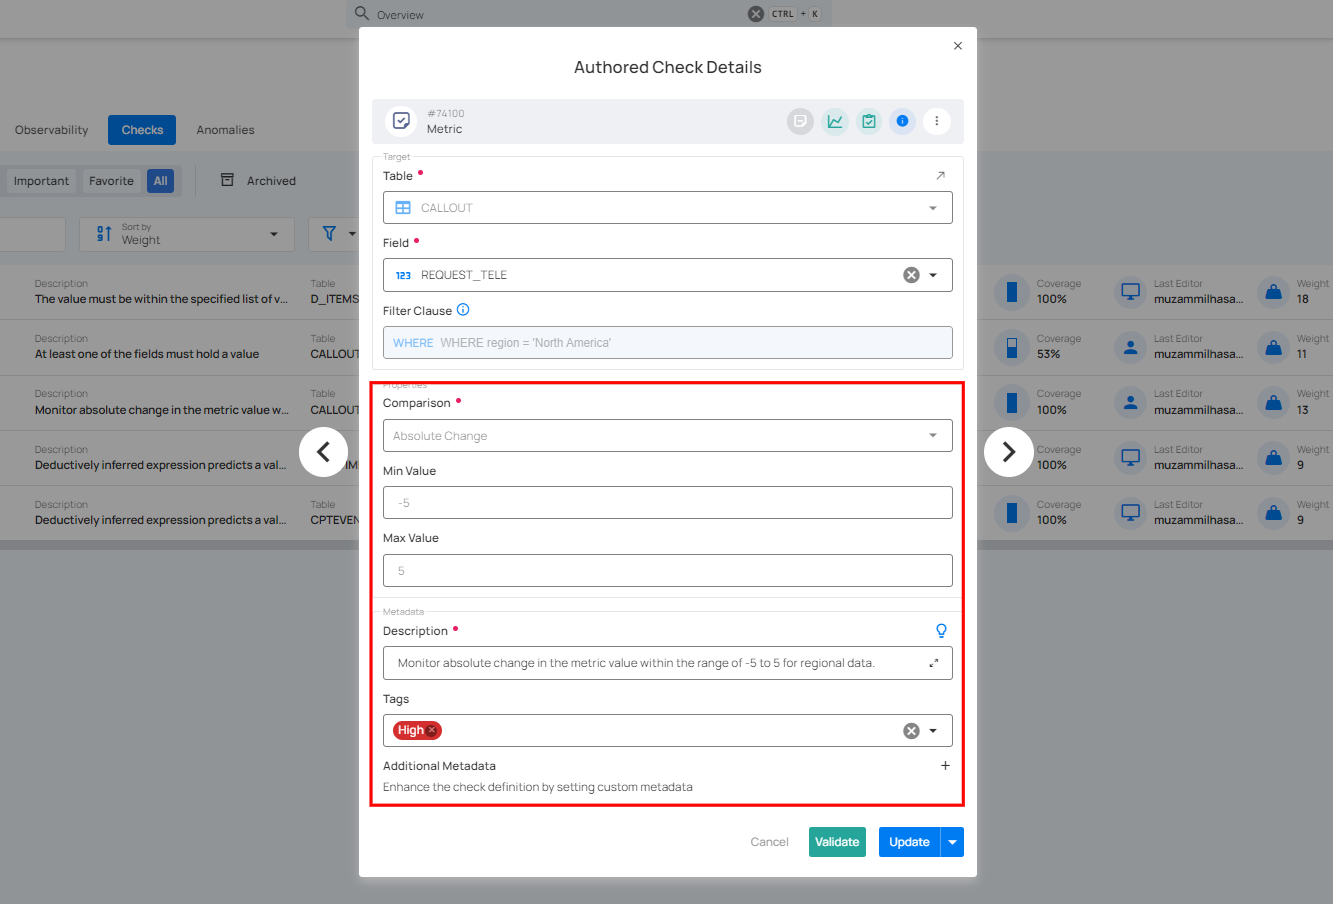 Overview
CTRL + K
Authored Check Details
#74100
Metric
Observability
Checks
Anomalies
Important
Favorite
All
Archived
Sort by
Weight
Target
Table
CALLOUT
Field
123 REQUEST_TELE
Filter Clause
WHERE WHERE region = 'North America'
Properties
Comparison
Absolute Change
Min Value
-5
Max Value
5
Metadata
Description
Monitor absolute change in the metric value within the range of -5 to 5 for regional data.
Tags
High
Additional Metadata
Enhance the check definition by setting custom metadata
Cancel
Validate
Update
Description
The value must be within the specified list of v...
Table
D_ITEMS
Coverage
100%
Last Editor
muzammilhasa...
Weight
18
Description
At least one of the fields must hold a value
Table
CALLOUT
Coverage
53%
Last Editor
muzammilhasa...
Weight
11
Description
Monitor absolute change in the metric value w...
Table
CALLOUT
Coverage
100%
Last Editor
muzammilhasa...
Weight
13
Description
Deductively inferred expression predicts a val...
Table
Coverage
100%
Last Editor
muzammilhasa...
Weight
9
Description
Deductively inferred expression predicts a val...
Table
CPTEVEN
Coverage
100%
Last Editor
muzammilhasa...
Weight
9